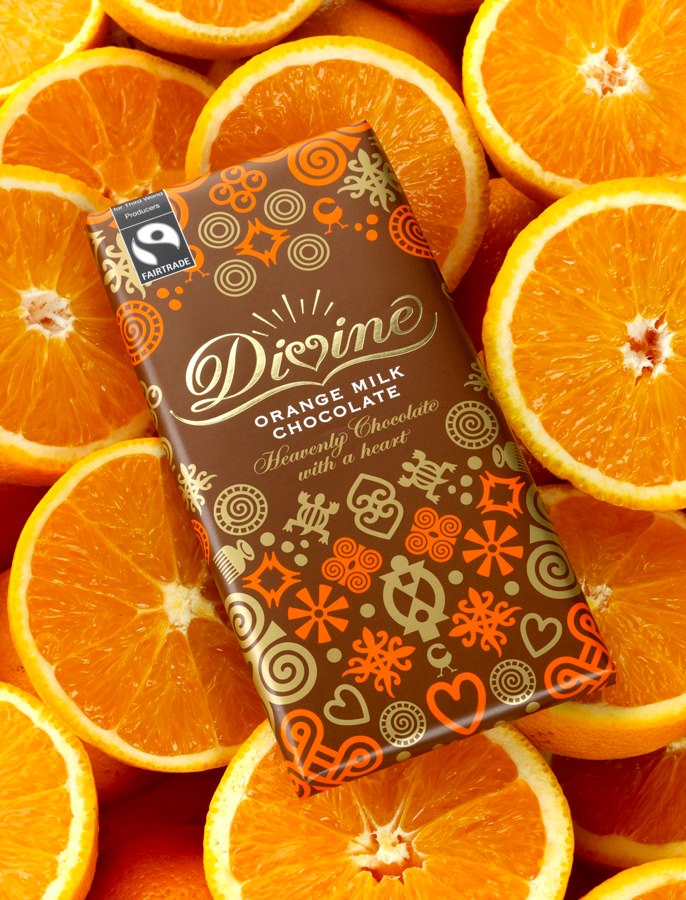 for Third World
Producers
FAIRTRADE
Divine
ORANGE MILK
CHOCOLATE
Heavenly Chocolate
with a heart